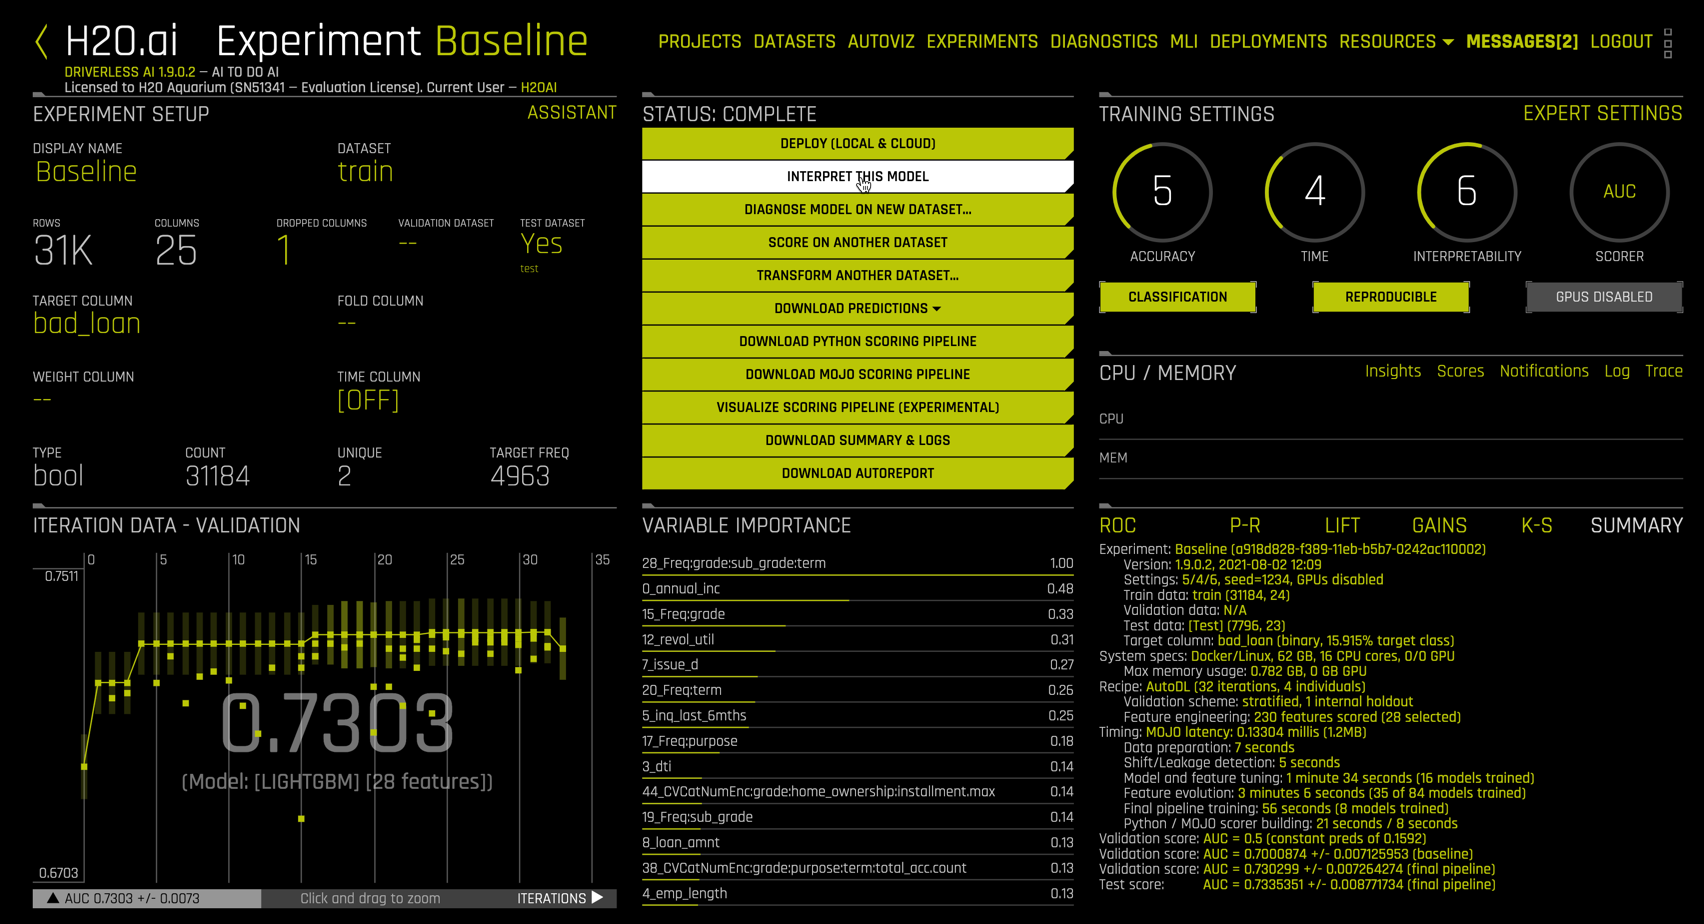 H2O.ai Experiment Baseline
DRIVERLESS AI 1.9.0.2 – AI TO DO AI
Licensed to H2O Aquarium (SN51341 – Evaluation License). Current User – H2OAI
PROJECTS DATASETS AUTOVIZ EXPERIMENTS DIAGNOSTICS MLI DEPLOYMENTS RESOURCES MESSAGES[2] LOGOUT
EXPERIMENT SETUP ASSISTANT
DISPLAY NAME DATASET
Baseline train
ROWS COLUMNS DROPPED COLUMNS VALIDATION DATASET TEST DATASET
31K 25 1 -- Yes
test
TARGET COLUMN FOLD COLUMN
bad_loan --
WEIGHT COLUMN TIME COLUMN
-- [OFF]
TYPE COUNT UNIQUE TARGET FREQ
bool 31184 2 4963
STATUS: COMPLETE
DEPLOY (LOCAL & CLOUD)
INTERPRET THIS MODEL
DIAGNOSE MODEL ON NEW DATASET...
SCORE ON ANOTHER DATASET
TRANSFORM ANOTHER DATASET...
DOWNLOAD PREDICTIONS
DOWNLOAD PYTHON SCORING PIPELINE
DOWNLOAD MOJO SCORING PIPELINE
VISUALIZE SCORING PIPELINE (EXPERIMENTAL)
DOWNLOAD SUMMARY & LOGS
DOWNLOAD AUTOREPORT
TRAINING SETTINGS EXPERT SETTINGS
5 4 6 AUC
ACCURACY TIME INTERPRETABILITY SCORER
CLASSIFICATION REPRODUCIBLE GPUS DISABLED
CPU / MEMORY Insights Scores Notifications Log Trace
CPU
MEM
ITERATION DATA - VALIDATION
0 5 10 15 20 25 30 35
0.7511
0.7303
(Model: [LIGHTGBM] [28 features])
0.6703
▲ AUC 0.7303 +/- 0.0073 Click and drag to zoom ITERATIONS ▶
VARIABLE IMPORTANCE
28_Freq:grade:sub_grade:term 1.00
0_annual_inc 0.48
15_Freq:grade 0.33
12_revol_util 0.31
7_issue_d 0.27
20_Freq:term 0.26
5_inq_last_6mths 0.25
17_Freq:purpose 0.18
3_dti 0.14
44_CVCatNumEnc:grade:home_ownership:installment.max 0.14
19_Freq:sub_grade 0.14
8_loan_amnt 0.13
38_CVCatNumEnc:grade:purpose:term:total_acc.count 0.13
4_emp_length 0.13
ROC P-R LIFT GAINS K-S SUMMARY
Experiment: Baseline (a918d828-f389-11eb-b5b7-0242ac110002)
Version: 1.9.0.2, 2021-08-02 12:09
Settings: 5/4/6, seed=1234, GPUs disabled
Train data: train (31184, 24)
Validation data: N/A
Test data: [Test] (7796, 23)
Target column: bad_loan (binary, 15.915% target class)
System specs: Docker/Linux, 62 GB, 16 CPU cores, 0/0 GPU
Max memory usage: 0.782 GB, 0 GB GPU
Recipe: AutoDL (32 iterations, 4 individuals)
Validation scheme: stratified, 1 internal holdout
Feature engineering: 230 features scored (28 selected)
Timing: MOJO latency: 0.13304 millis (1.2MB)
Data preparation: 7 seconds
Shift/Leakage detection: 5 seconds
Model and feature tuning: 1 minute 34 seconds (16 models trained)
Feature evolution: 3 minutes 6 seconds (35 of 84 models trained)
Final pipeline training: 56 seconds (8 models trained)
Python / MOJO scorer building: 21 seconds / 8 seconds
Validation score: AUC = 0.5 (constant preds of 0.1592)
Validation score: AUC = 0.7000874 +/- 0.007125953 (baseline)
Validation score: AUC = 0.730299 +/- 0.007264274 (final pipeline)
Test score: AUC = 0.7335351 +/- 0.008771734 (final pipeline)